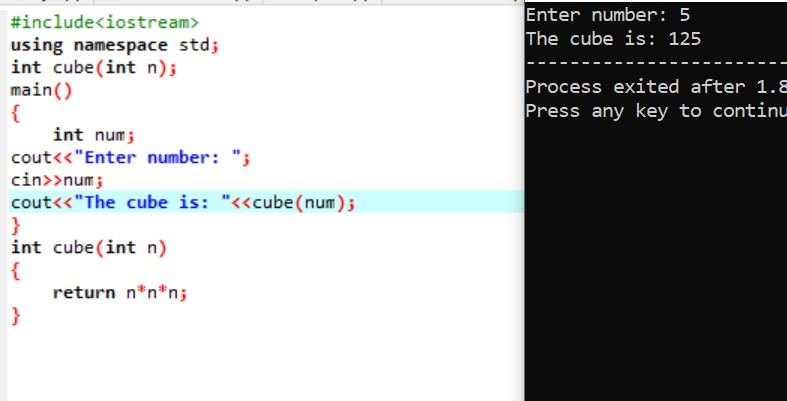 #include<iostream>
using namespace std;
int cube(int n);
main()
{
    int num;
cout<<"Enter number: ";
cin>>num;
cout<<"The cube is: "<<cube(num);
}
int cube(int n)
{
    return n*n*n;
}
Enter number: 5
The cube is: 125
------------------------
Process exited after 1.8
Press any key to continu